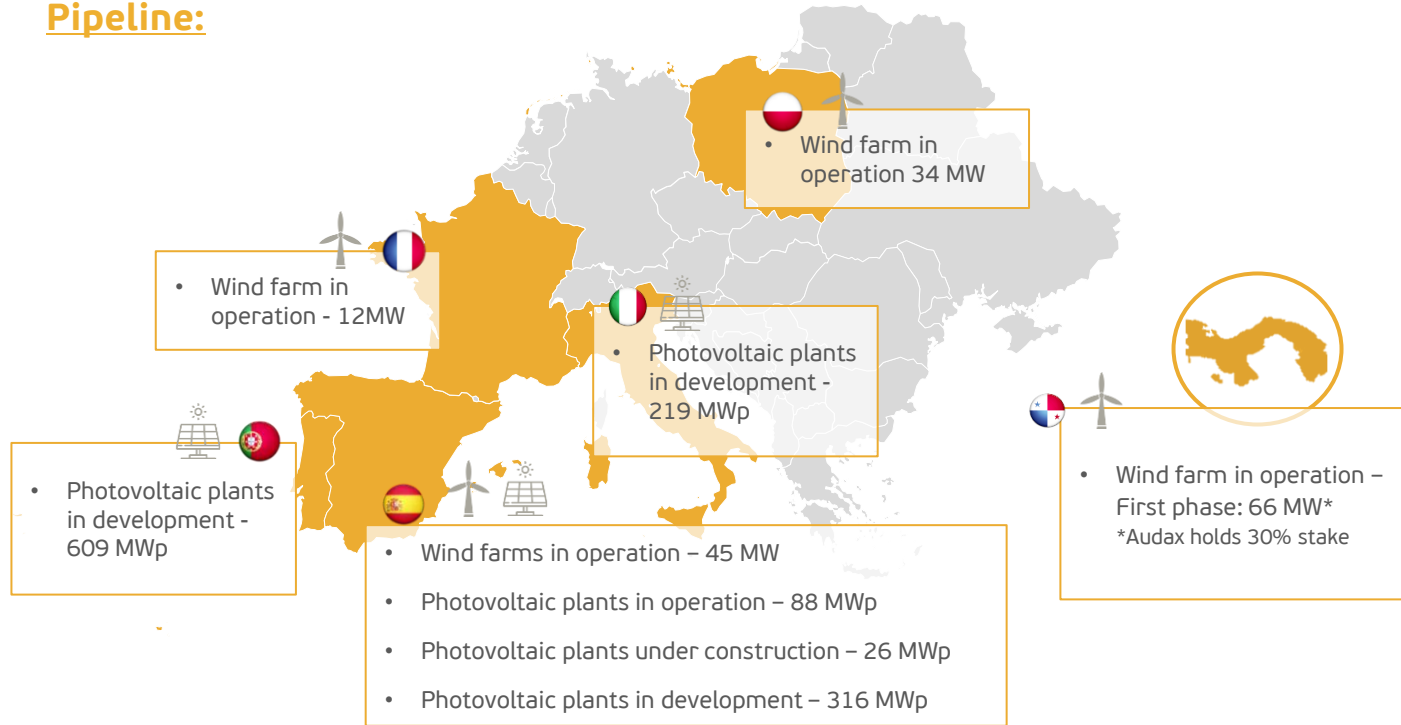 Pipeline:
• Wind farm in
operation 34 MW
• Wind farm in
operation - 12MW
• Photovoltaic plants
in development -
219 MWp
• Wind farm in operation –
First phase: 66 MW*
*Audax holds 30% stake
• Photovoltaic plants
in development -
609 MWp
• Wind farms in operation – 45 MW
• Photovoltaic plants in operation – 88 MWp
• Photovoltaic plants under construction – 26 MWp
• Photovoltaic plants in development – 316 MWp